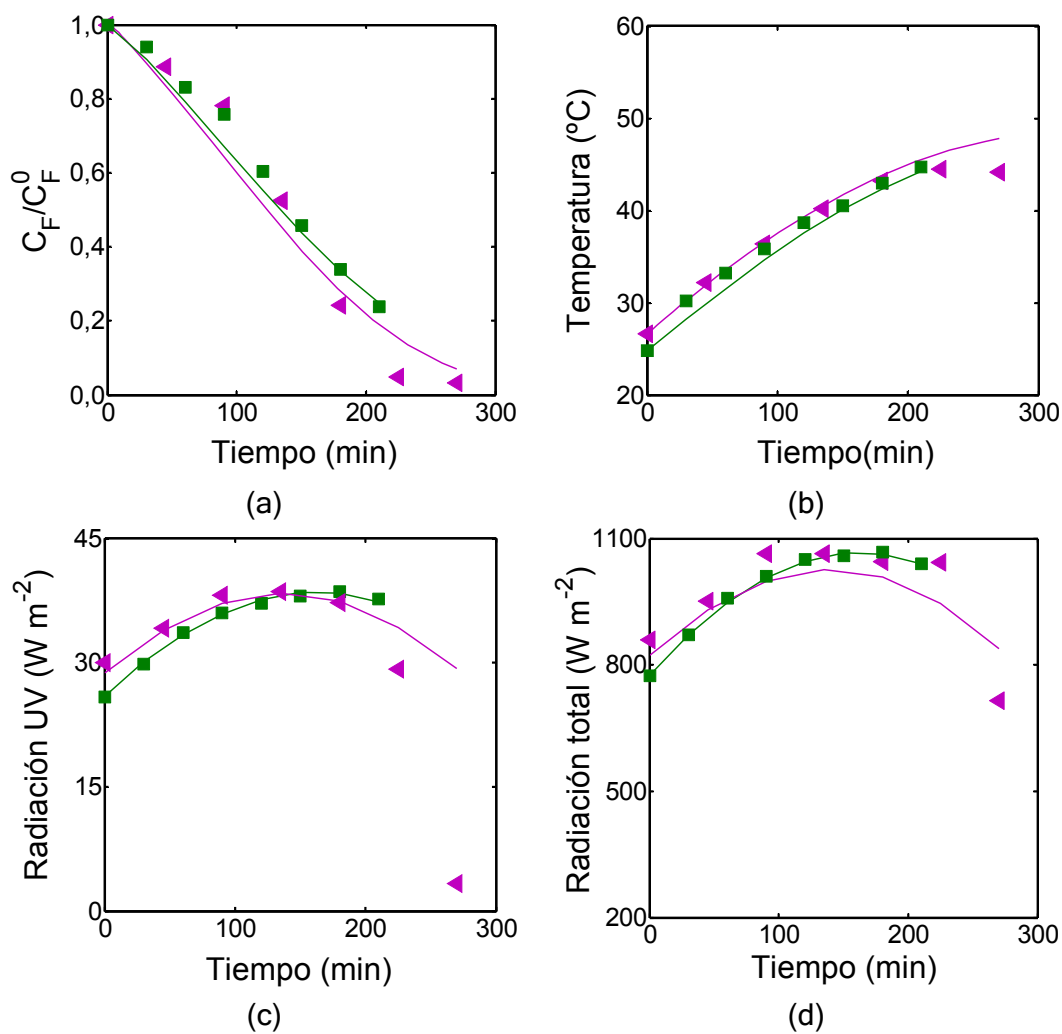 1,0
0,8
0,6
0,4
0,2
0,0
C_F/C_F^0
0 100 200 300
Tiempo (min)
(a)
60
50
40
30
20
Temperatura (ºC)
0 100 200 300
Tiempo(min)
(b)
45
30
15
0
Radiación UV (W m^-2)
0 100 200 300
Tiempo (min)
(c)
1100
800
500
200
Radiación total (W m^-2)
0 100 200 300
Tiempo (min)
(d)